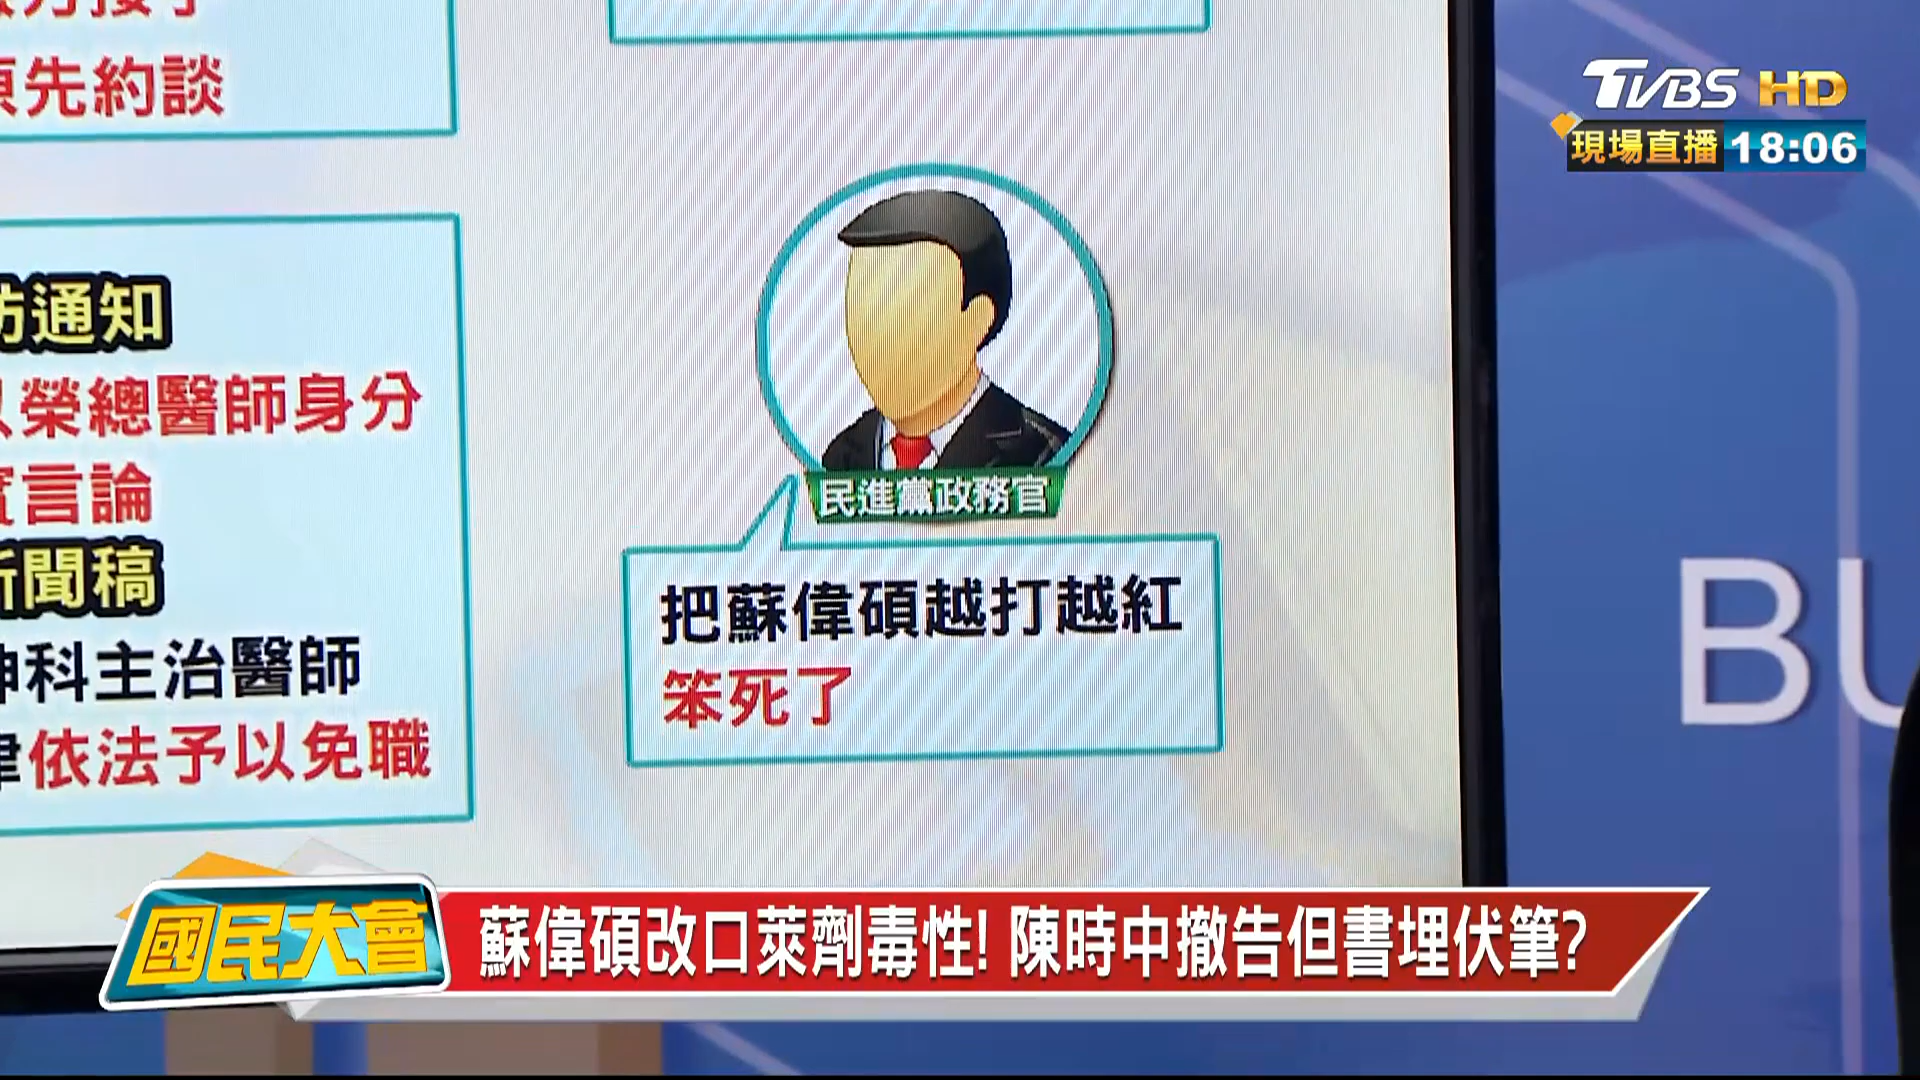 原先約談
TVBS HD
現場直播 18:06
訪通知
以榮總醫師身分
言論
新聞稿
神科主治醫師
律依法予以免職
民進黨政務官
把蘇偉碩越打越紅
笨死了
BU
國民大會
蘇偉碩改口萊劑毒性! 陳時中撤告但書埋伏筆?